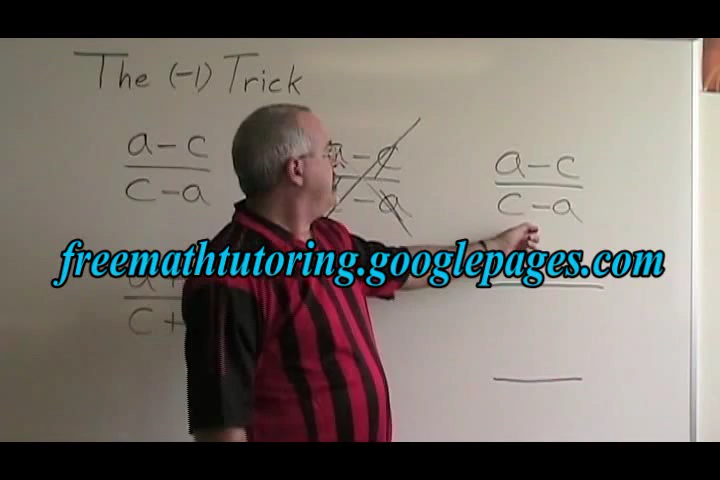 The (-1) Trick
a-c
c-a
a-c
-a
a-c
c-a
freemathtutoring.googlepages.com
a+
c+